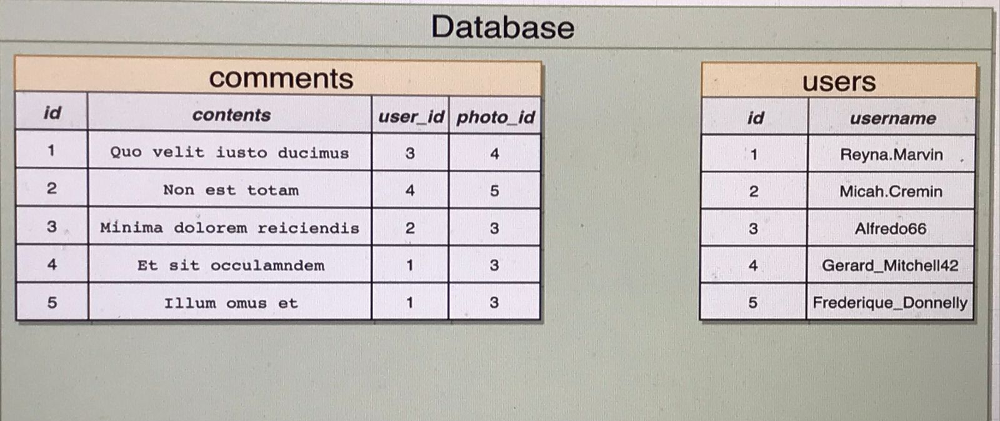 Database
comments
id contents user_id photo_id
1 Quo velit iusto ducimus 3 4
2 Non est totam 4 5
3 Minima dolorem reiciendis 2 3
4 Et sit occulamndem 1 3
5 Illum omus et 1 3
users
id username
1 Reyna.Marvin
2 Micah.Cremin
3 Alfredo66
4 Gerard_Mitchell42
5 Frederique_Donnelly